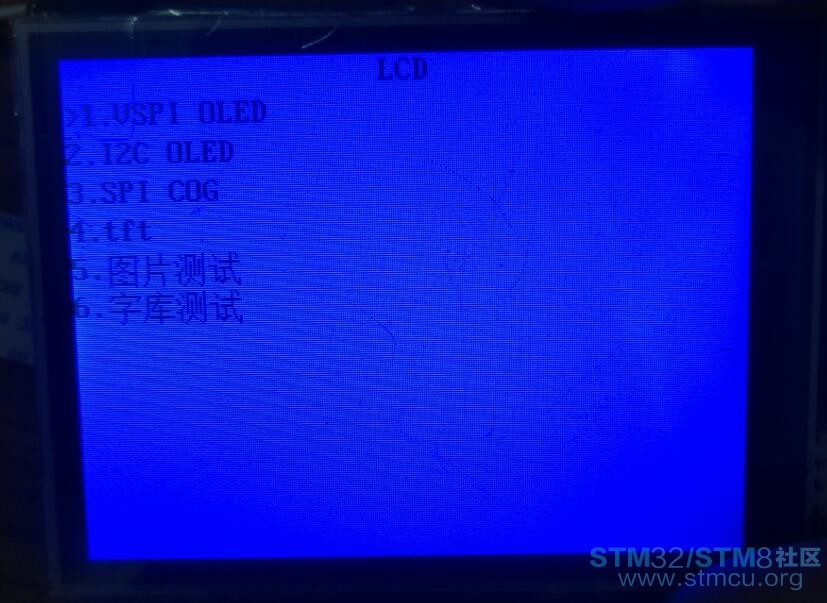 LCD
>1.VSPI OLED
2.I2C OLED
3.SPI COG
4.tft
5.图片测试
6.字库测试
STM32/STM8社区
www.stmcu.org